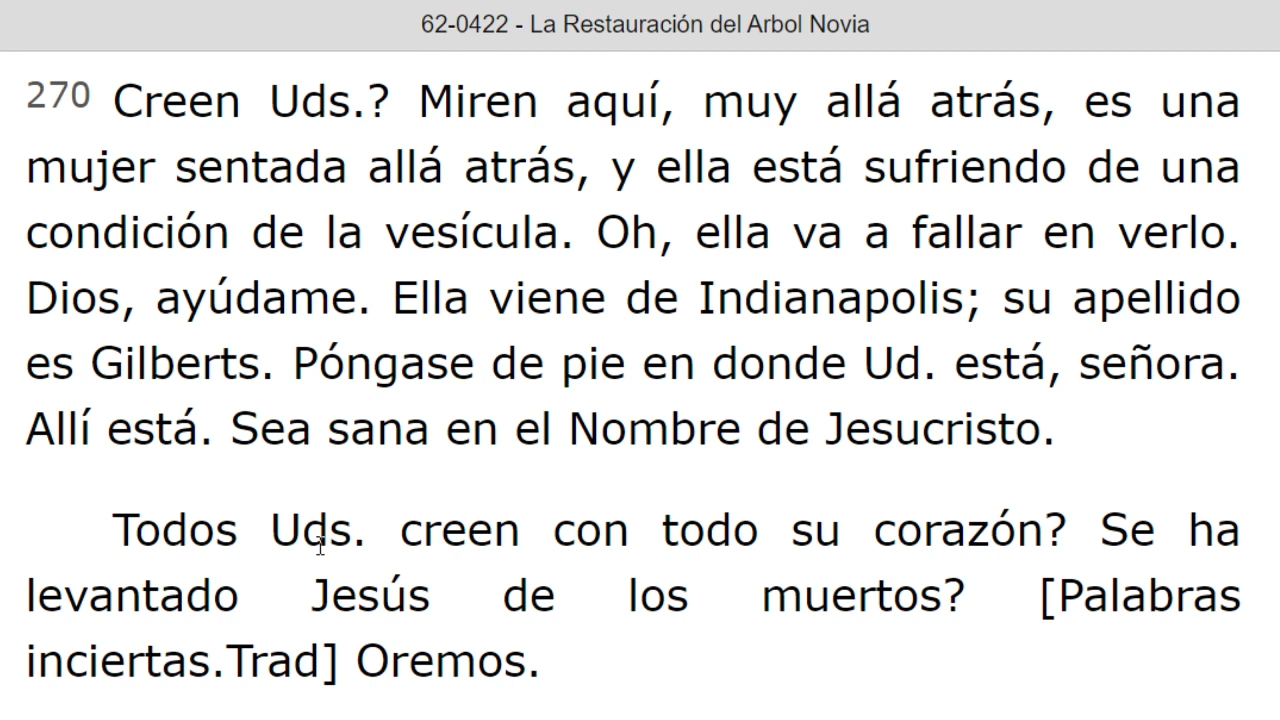 62-0422 - La Restauración del Arbol Novia
270 Creen Uds.? Miren aquí, muy allá atrás, es una
mujer sentada allá atrás, y ella está sufriendo de una
condición de la vesícula. Oh, ella va a fallar en verlo.
Dios, ayúdame. Ella viene de Indianapolis; su apellido
es Gilberts. Póngase de pie en donde Ud. está, señora.
Allí está. Sea sana en el Nombre de Jesucristo.
Todos Uds. creen con todo su corazón? Se ha
levantado Jesús de los muertos? [Palabras
inciertas.Trad] Oremos.